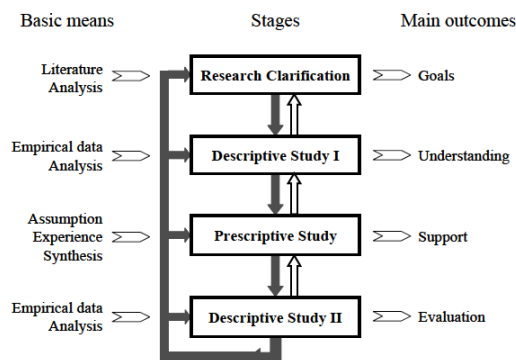 Basic means
Stages
Main outcomes
Literature
Analysis
Research Clarification
Goals
Empirical data
Analysis
Descriptive Study I
Understanding
Assumption
Experience
Synthesis
Prescriptive Study
Support
Empirical data
Analysis
Descriptive Study II
Evaluation